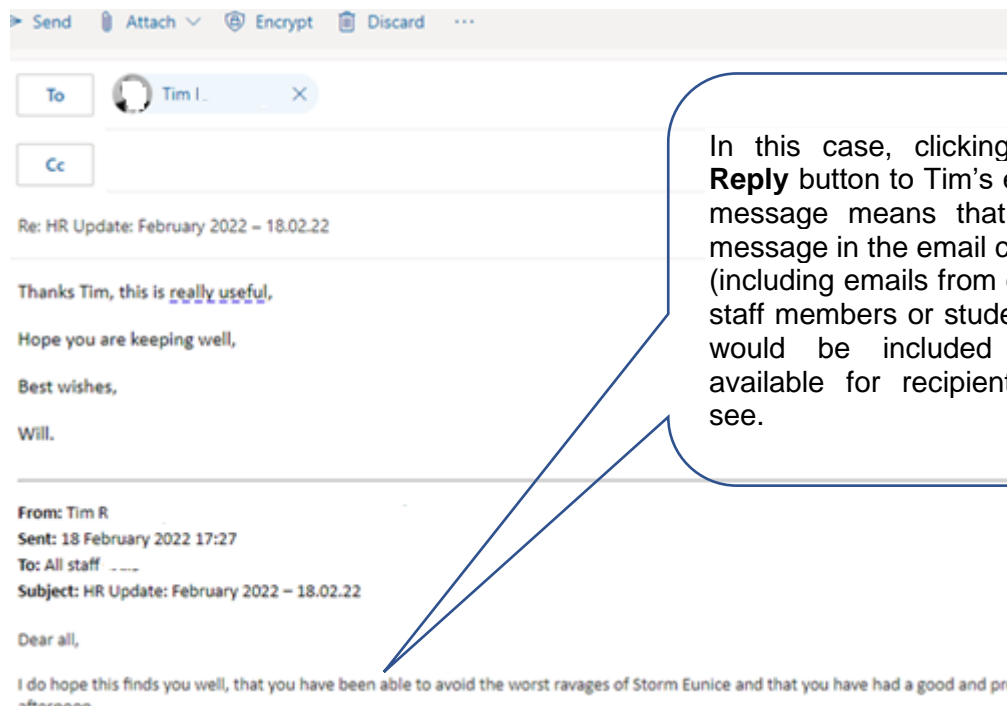 Send Attach Encrypt Discard ...
To Tim
Cc
Re: HR Update: February 2022 – 18.02.22
Thanks Tim, this is really useful,
Hope you are keeping well,
Best wishes,
Will.
From: Tim R
Sent: 18 February 2022 17:27
To: All staff
Subject: HR Update: February 2022 – 18.02.22
Dear all,
I do hope this finds you well, that you have been able to avoid the worst ravages of Storm Eunice and that you have had a good and
In this case, clicking
Reply button to Tim’s
message means that
message in the email
(including emails from
staff members or
would be included
available for
see.